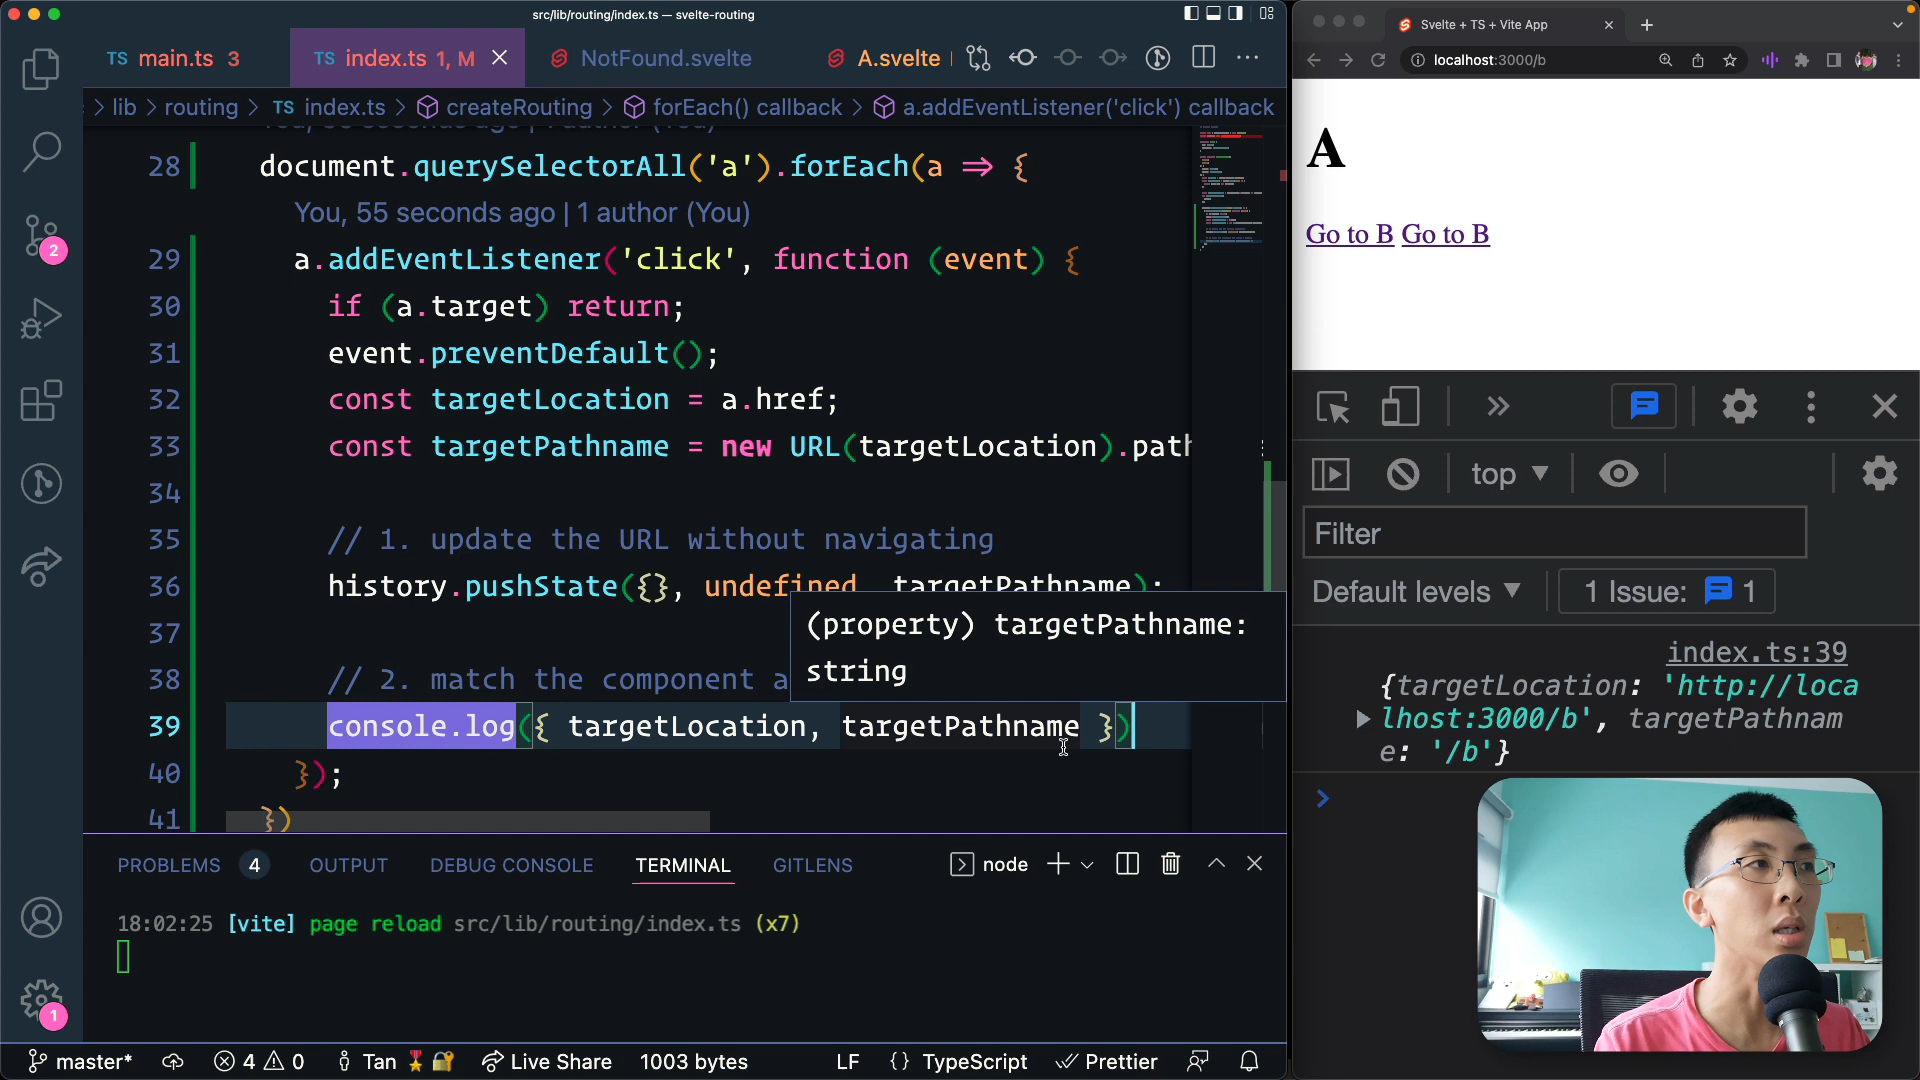 src/lib/routing/index.ts — svelte-routing
TS main.ts 3
TS index.ts 1, M
NotFound.svelte
A.svelte
lib > routing > TS index.ts > createRouting > forEach() callback > a.addEventListener('click') callback
28 document.querySelectorAll('a').forEach(a => {
You, 55 seconds ago | 1 author (You)
29 a.addEventListener('click', function (event) {
30 if (a.target) return;
31 event.preventDefault();
32 const targetLocation = a.href;
33 const targetPathname = new URL(targetLocation).path
34
35 // 1. update the URL without navigating
36 history.pushState({}, undefined, targetPathname);
37
38 // 2. match the component a
(property) targetPathname:
string
39 console.log({ targetLocation, targetPathname })
40 });
41 })
2
1
PROBLEMS 4 OUTPUT DEBUG CONSOLE TERMINAL GITLENS
node
18:02:25 [vite] page reload src/lib/routing/index.ts (x7)
master* 4 0 Tan Live Share 1003 bytes LF {} TypeScript Prettier
Svelte + TS + Vite App
localhost:3000/b
A
Go to B Go to B
top
Filter
Default levels
1 Issue: 1
index.ts:39
{targetLocation: 'http://loca
lhost:3000/b', targetPathnam
e: '/b'}